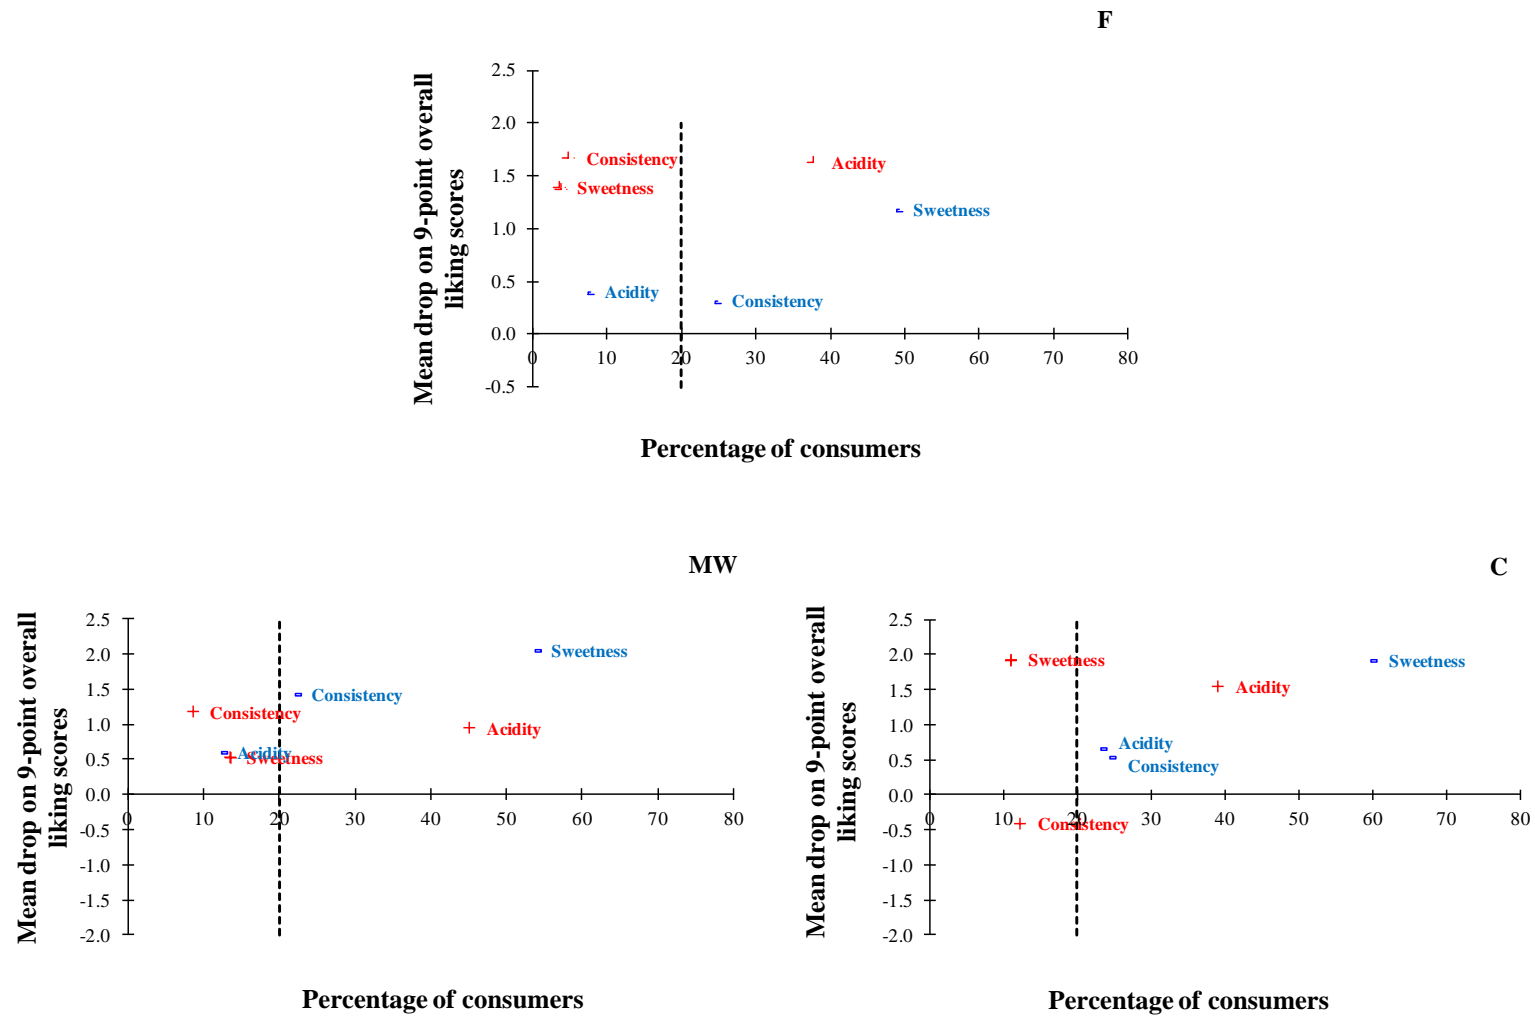 F
Mean drop on 9-point overall
liking scores
2.5
2.0
1.5
1.0
0.5
0.0
-0.5
Consistency
Acidity
Sweetness
Sweetness
Acidity
Consistency
0 10 20 30 40 50 60 70 80
Percentage of consumers
MW
Mean drop on 9-point overall
liking scores
2.5
2.0
1.5
1.0
0.5
0.0
-0.5
-1.0
-1.5
-2.0
Sweetness
Consistency
Consistency
Acidity
Acidity
Sweetness
0 10 20 30 40 50 60 70 80
Percentage of consumers
C
Mean drop on 9-point overall
liking scores
2.5
2.0
1.5
1.0
0.5
0.0
-0.5
-1.0
-1.5
-2.0
Sweetness
Sweetness
Acidity
Acidity
Consistency
0 10 20 30 40 50 60 70 80
Consistency
Percentage of consumers